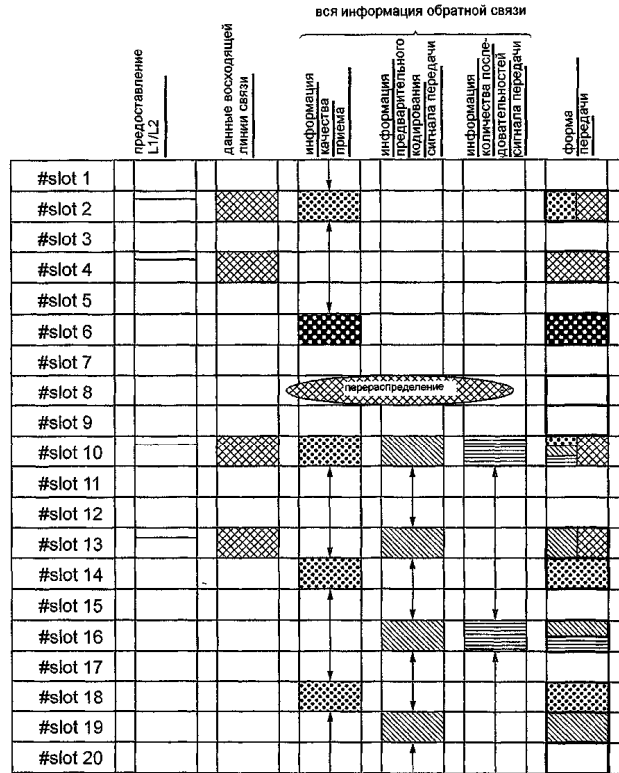 вся информация обратной связи
предоставление
L1/L2
данные восходящей
линии связи
информация
качества
приема
информация
предварительного
кодирования
сигнала передачи
информация
количества после-
довательностей
сигнала передачи
форма
передачи
#slot 1
#slot 2
#slot 3
#slot 4
#slot 5
#slot 6
#slot 7
#slot 8
перераспределение
#slot 9
#slot 10
#slot 11
#slot 12
#slot 13
#slot 14
#slot 15
#slot 16
#slot 17
#slot 18
#slot 19
#slot 20